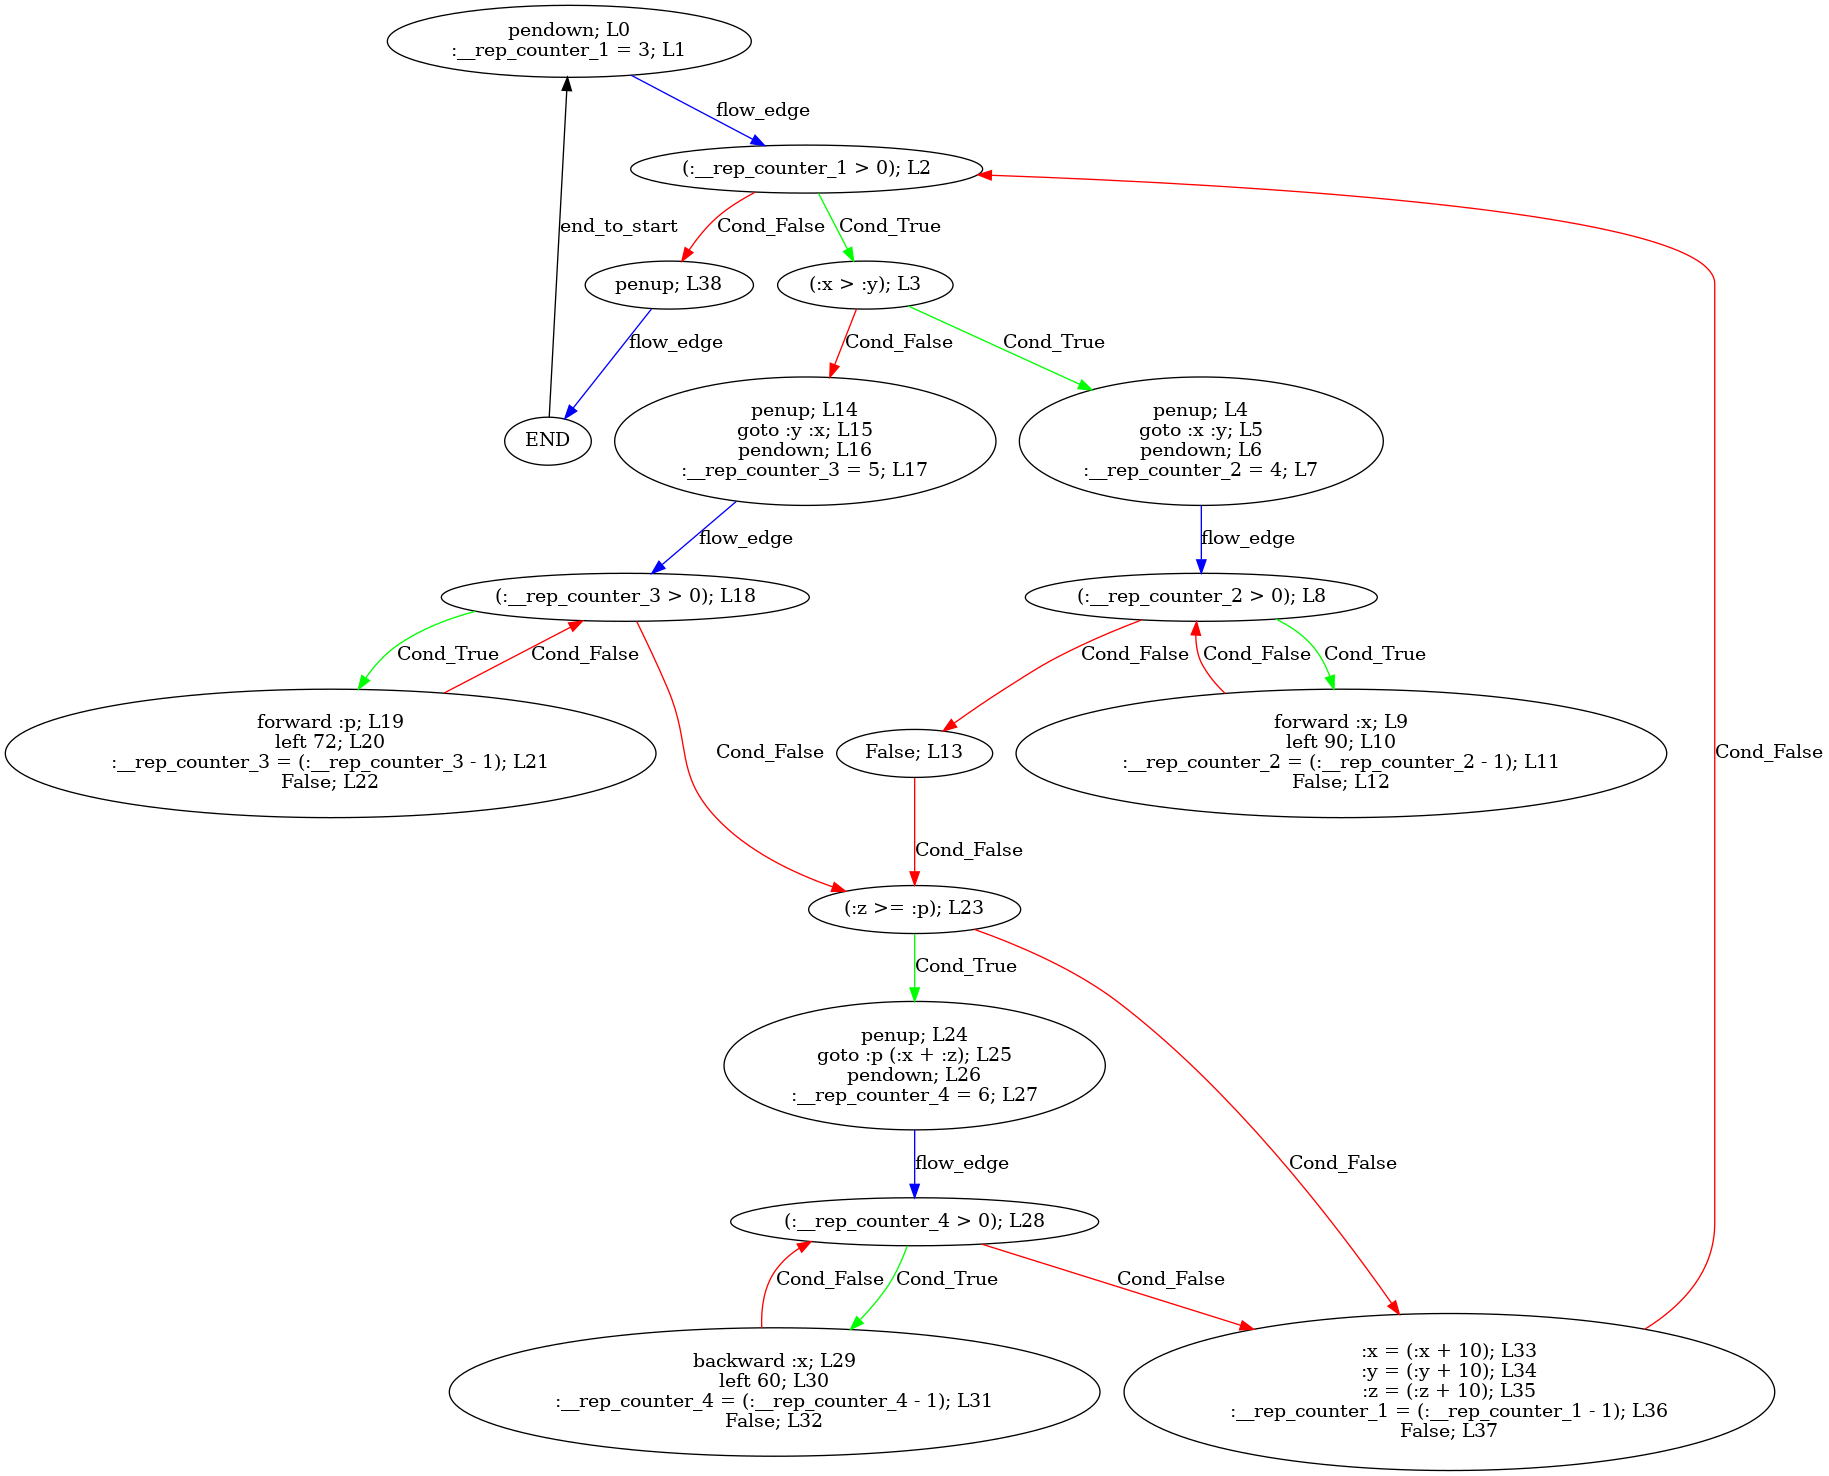 pendown; L0
:__rep_counter_1 = 3; L1
flow_edge
(:__rep_counter_1 > 0); L2
end_to_start
Cond_False
Cond_True
penup; L38
(:x > :y); L3
flow_edge
Cond_False
Cond_True
END
penup; L14
goto :y :x; L15
pendown; L16
:__rep_counter_3 = 5; L17
penup; L4
goto :x :y; L5
pendown; L6
:__rep_counter_2 = 4; L7
flow_edge
flow_edge
(:__rep_counter_3 > 0); L18
(:__rep_counter_2 > 0); L8
Cond_True
Cond_False
Cond_False
Cond_False
Cond_True
forward :p; L19
left 72; L20
:__rep_counter_3 = (:__rep_counter_3 - 1); L21
False; L22
Cond_False
False; L13
forward :x; L9
left 90; L10
:__rep_counter_2 = (:__rep_counter_2 - 1); L11
False; L12
Cond_False
Cond_False
(:z >= :p); L23
Cond_True
penup; L24
goto :p (:x + :z); L25
pendown; L26
:__rep_counter_4 = 6; L27
flow_edge
Cond_False
(:__rep_counter_4 > 0); L28
Cond_False
Cond_True
Cond_False
backward :x; L29
left 60; L30
:__rep_counter_4 = (:__rep_counter_4 - 1); L31
False; L32
:x = (:x + 10); L33
:y = (:y + 10); L34
:z = (:z + 10); L35
:__rep_counter_1 = (:__rep_counter_1 - 1); L36
False; L37